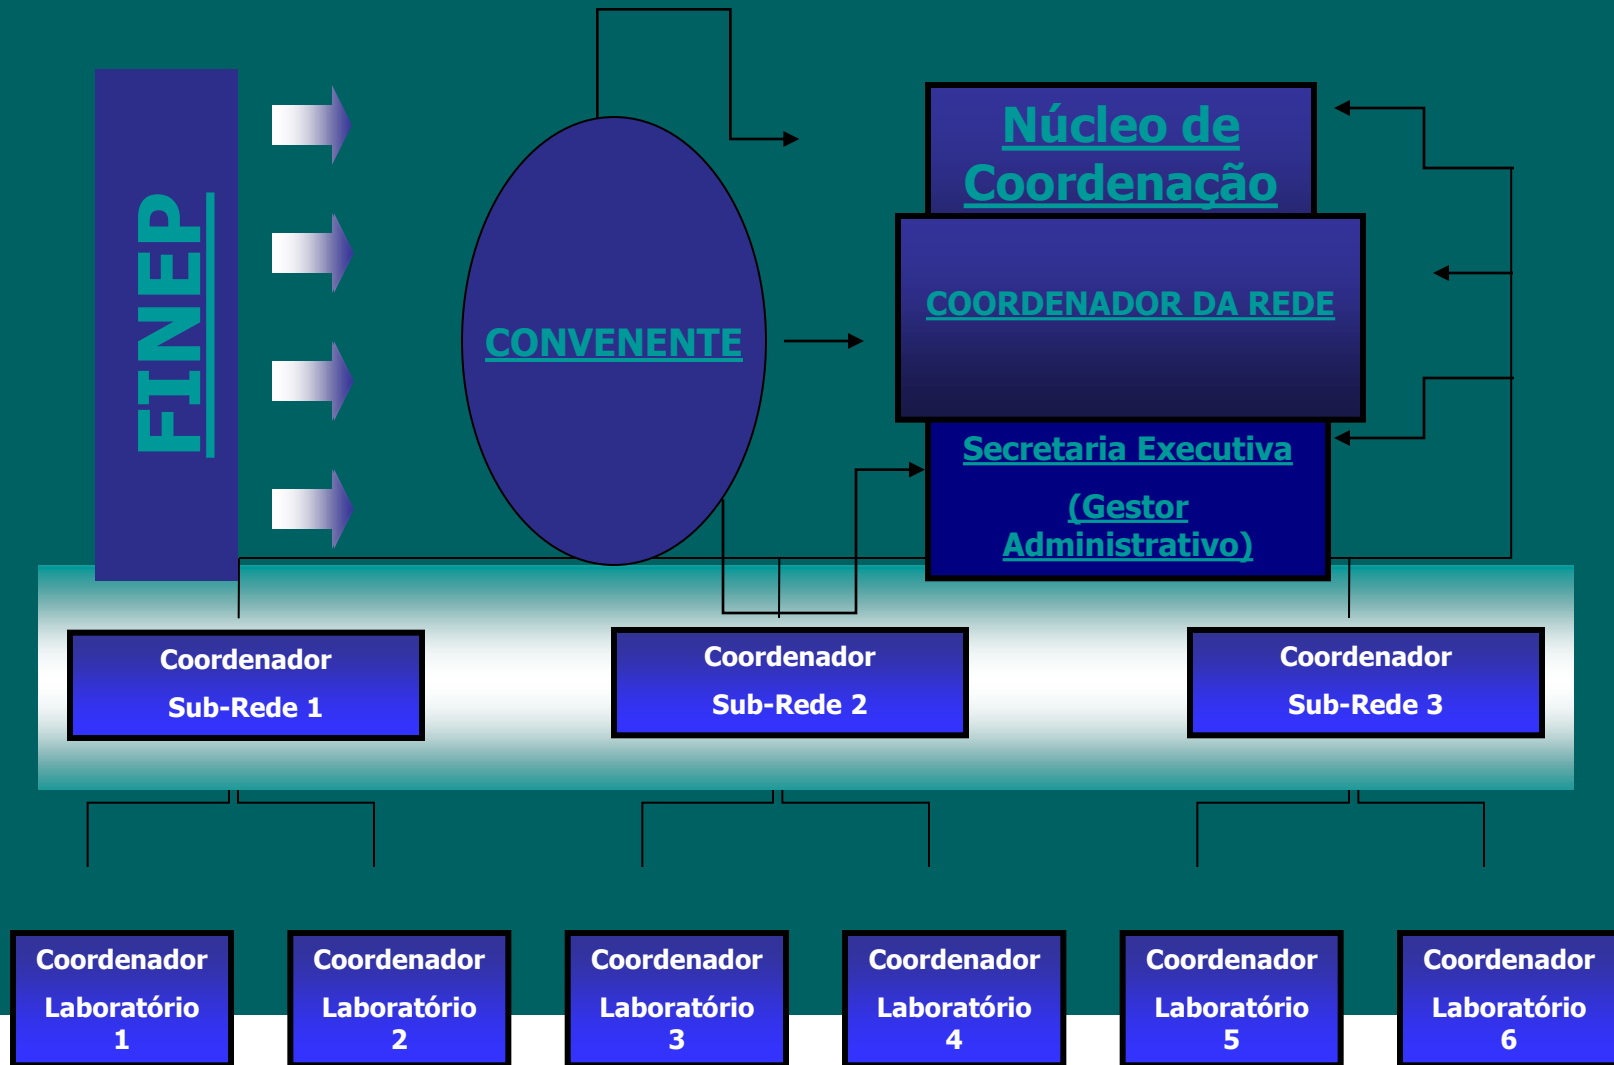 FINEP
CONVENENTE
Núcleo de
Coordenação
COORDENADOR DA REDE
Secretaria Executiva
(Gestor
Administrativo)
Coordenador
Sub-Rede 1
Coordenador
Sub-Rede 2
Coordenador
Sub-Rede 3
Coordenador
Laboratório
1
Coordenador
Laboratório
2
Coordenador
Laboratório
3
Coordenador
Laboratório
4
Coordenador
Laboratório
5
Coordenador
Laboratório
6